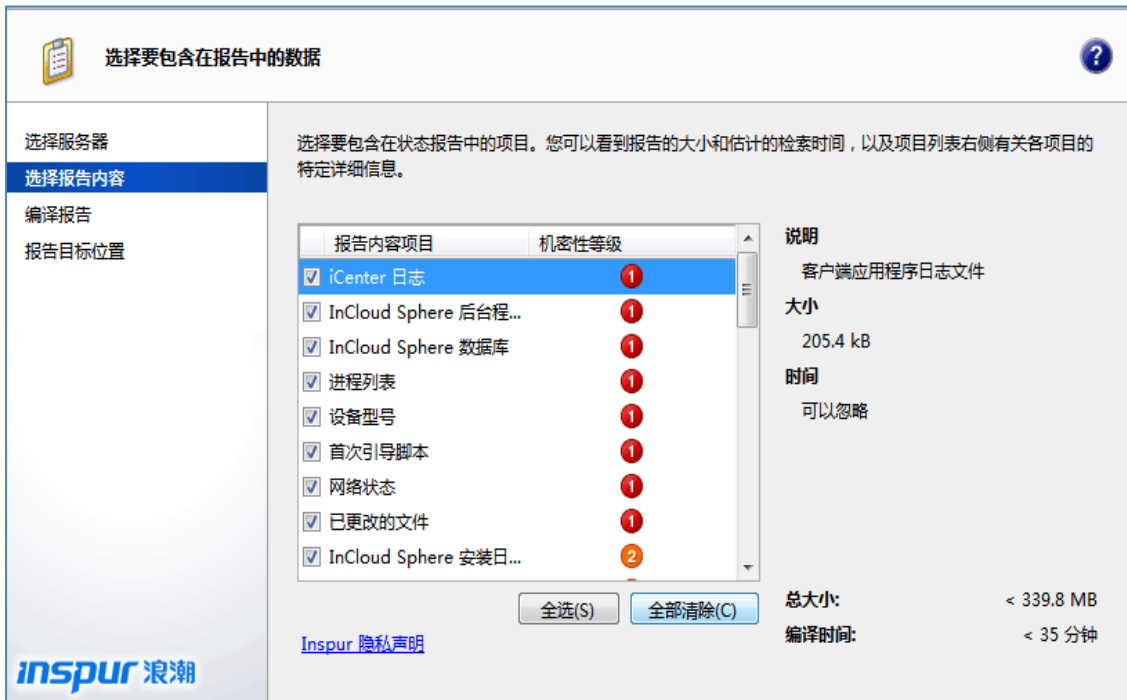 选择要包含在报告中的数据
?
选择服务器
选择报告内容
编译报告
报告目标位置
选择要包含在状态报告中的项目。您可以看到报告的大小和估计的检索时间，以及项目列表右侧有关各项目的
特定详细信息。
报告内容项目 机密性等级
iCenter 日志 1
InCloud Sphere 后台程... 1
InCloud Sphere 数据库 1
进程列表 1
设备型号 1
首次引导脚本 1
网络状态 1
已更改的文件 1
InCloud Sphere 安装日... 2
说明
客户端应用程序日志文件
大小
205.4 kB
时间
可以忽略
全选(S) 全部清除(C)
总大小: < 339.8 MB
编译时间: < 35 分钟
Inspur 隐私声明
inspur 浪潮